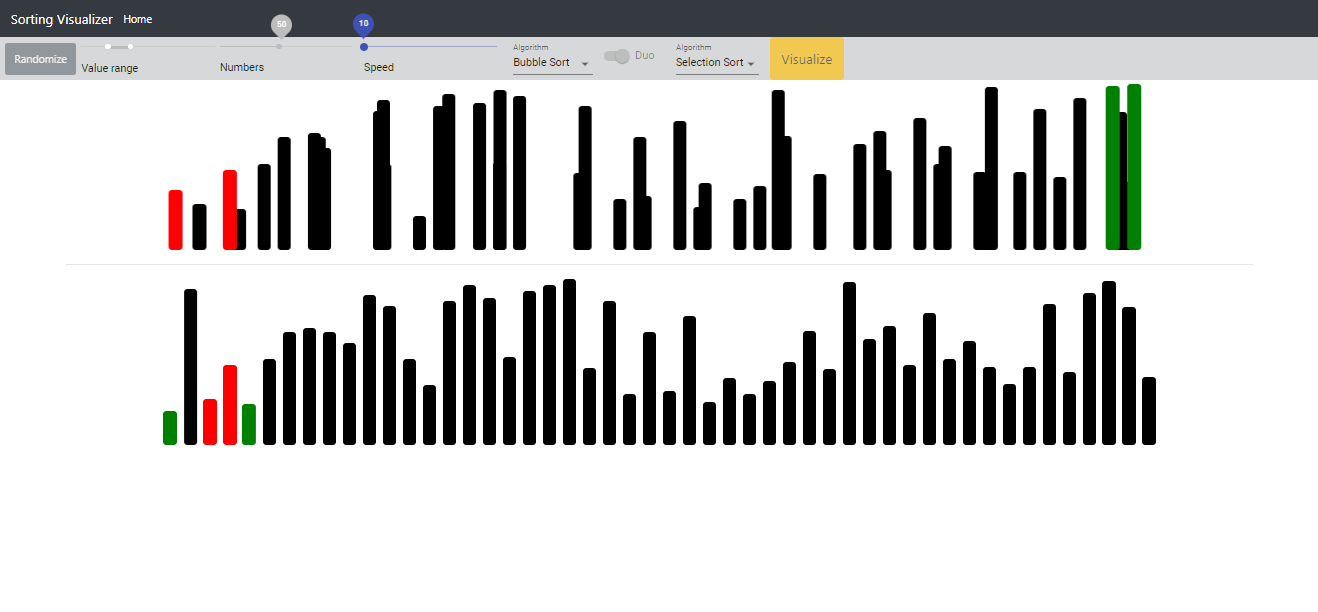 Sorting Visualizer Home
50
10
Randomize
Value range
Numbers
Speed
Algorithm
Bubble Sort
Duo
Algorithm
Selection Sort
Visualize